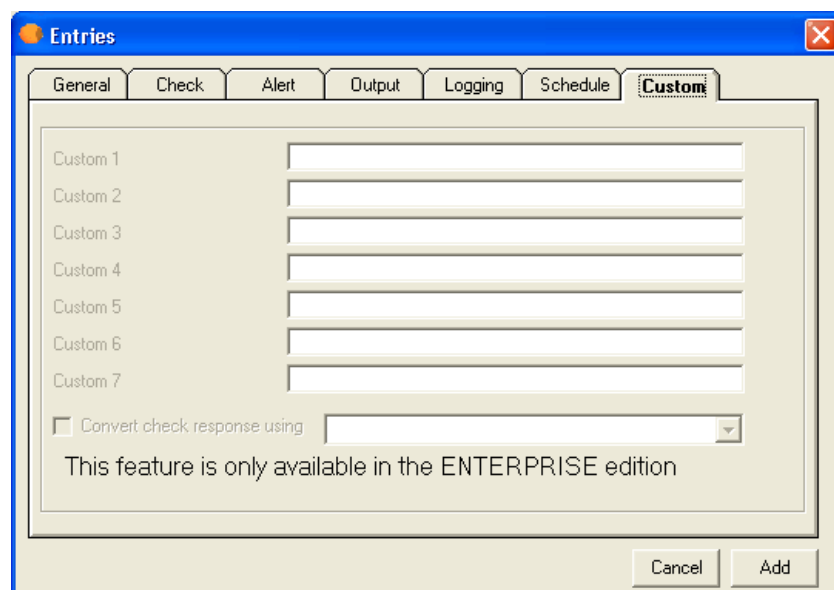 Entries
General Check Alert Output Logging Schedule Custom
Custom 1
Custom 2
Custom 3
Custom 4
Custom 5
Custom 6
Custom 7
Convert check response using
This feature is only available in the ENTERPRISE edition
Cancel Add